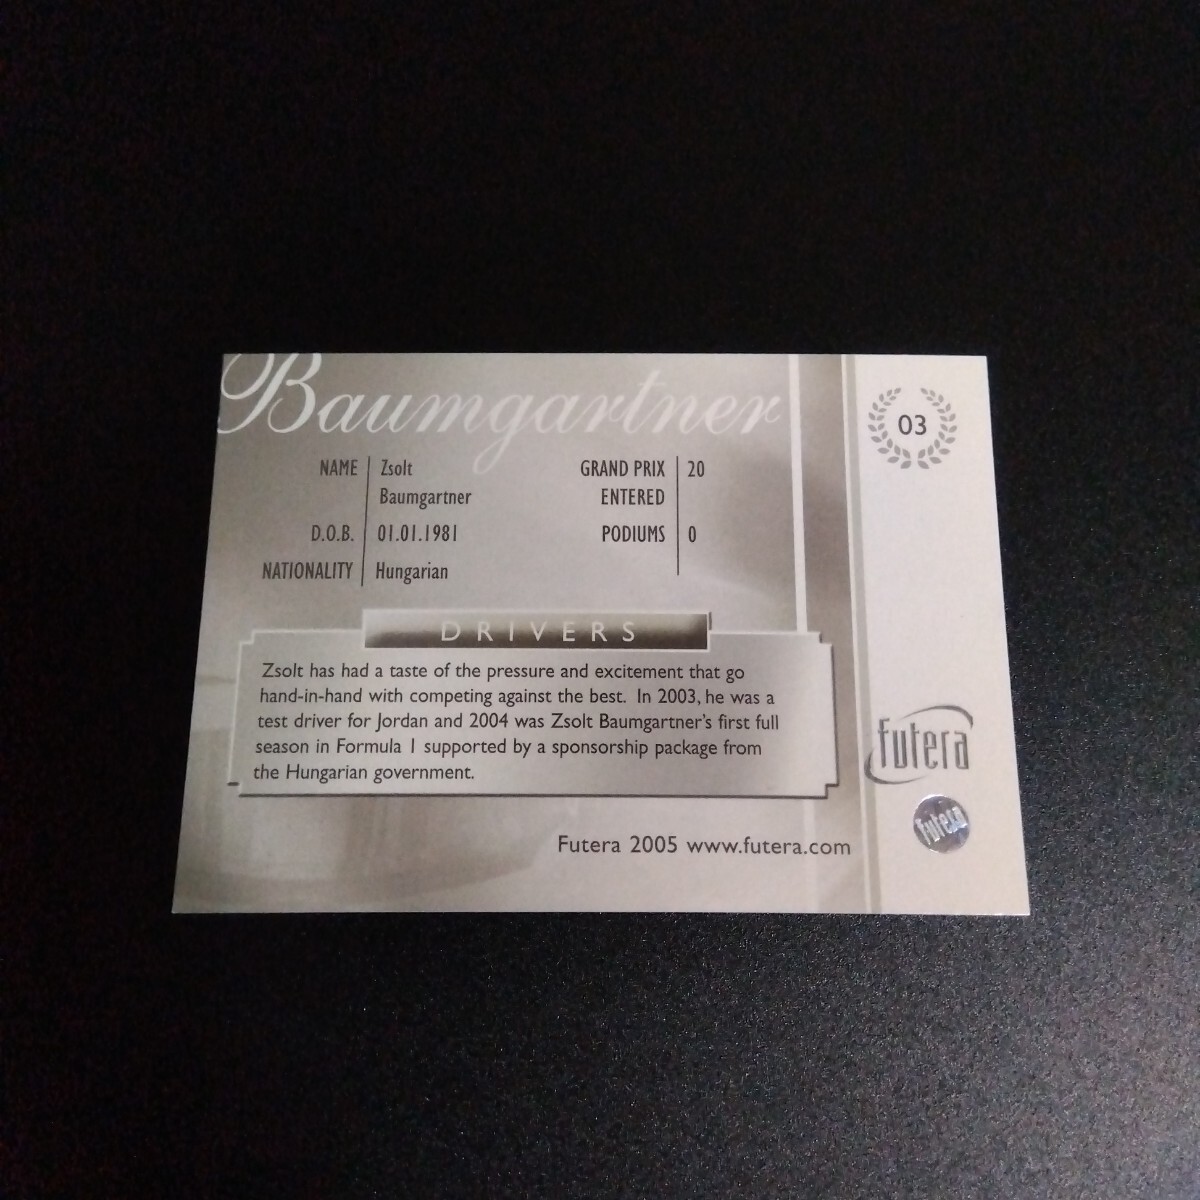 Baumgartner
03
NAME Zsolt
Baumgartner
D.O.B. 01.01.1981
NATIONALITY Hungarian
GRAND PRIX 20
ENTERED
PODIUMS 0
DRIVERS
Zsolt has had a taste of the pressure and excitement that go
hand-in-hand with competing against the best. In 2003, he was a
test driver for Jordan and 2004 was Zsolt Baumgartner's first full
season in Formula 1 supported by a sponsorship package from
the Hungarian government.
futera
futera
Futera 2005 www.futera.com